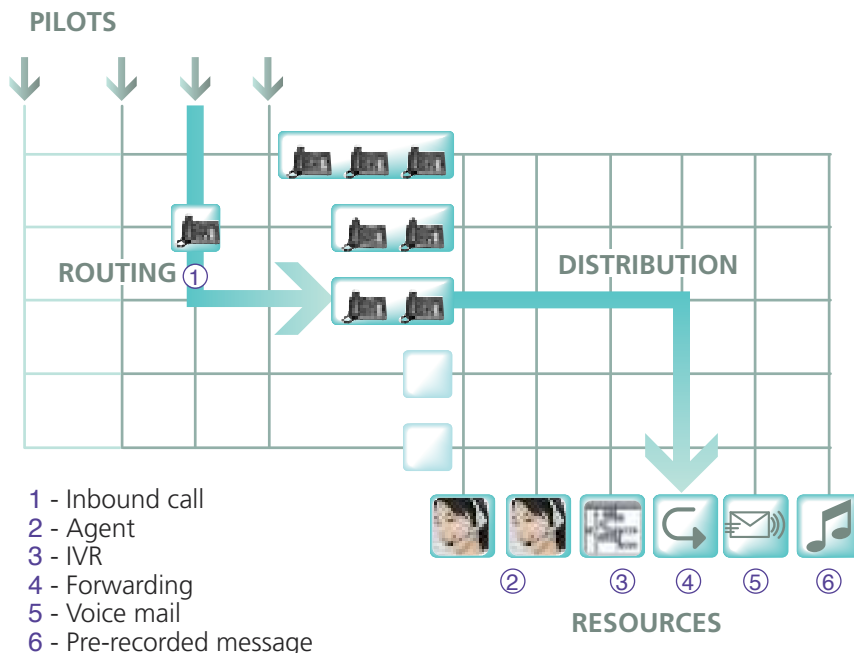 PILOTS
ROUTING 1
DISTRIBUTION
1 - Inbound call
2 - Agent
3 - IVR
4 - Forwarding
5 - Voice mail
6 - Pre-recorded message
2 3 4 5 6
RESOURCES